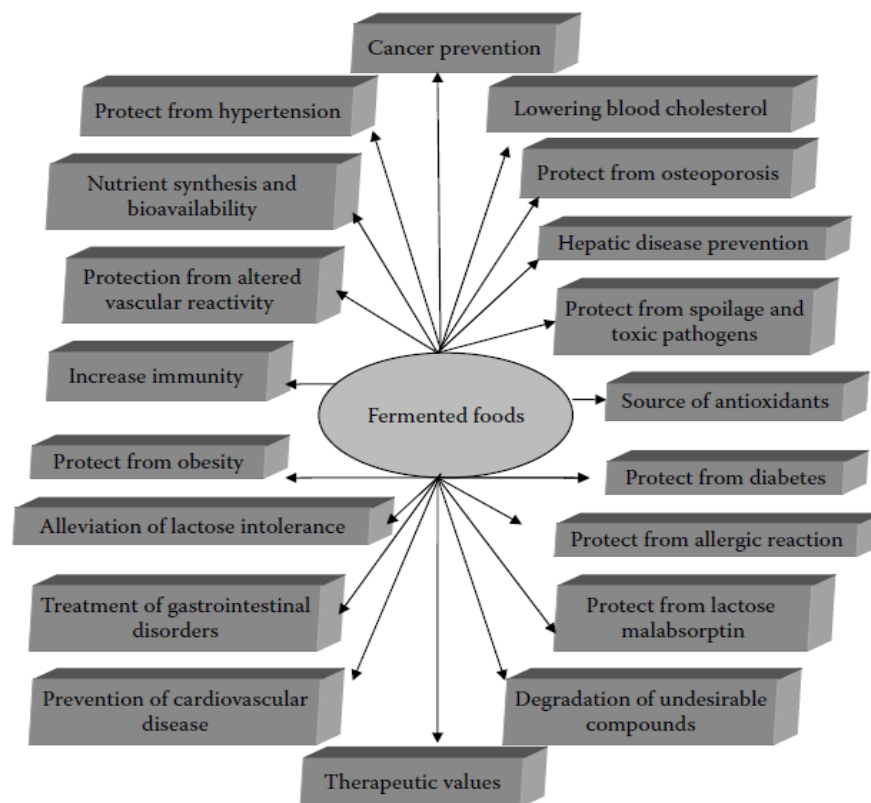 Cancer prevention
Protect from hypertension
Lowering blood cholesterol
Nutrient synthesis and
bioavailability
Protect from osteoporosis
Hepatic disease prevention
Protection from altered
vascular reactivity
Protect from spoilage and
toxic pathogens
Increase immunity
Fermented foods
Source of antioxidants
Protect from obesity
Protect from diabetes
Alleviation of lactose intolerance
Protect from allergic reaction
Treatment of gastrointestinal
disorders
Protect from lactose
malabsorptin
Prevention of cardiovascular
disease
Degradation of undesirable
compounds
Therapeutic values